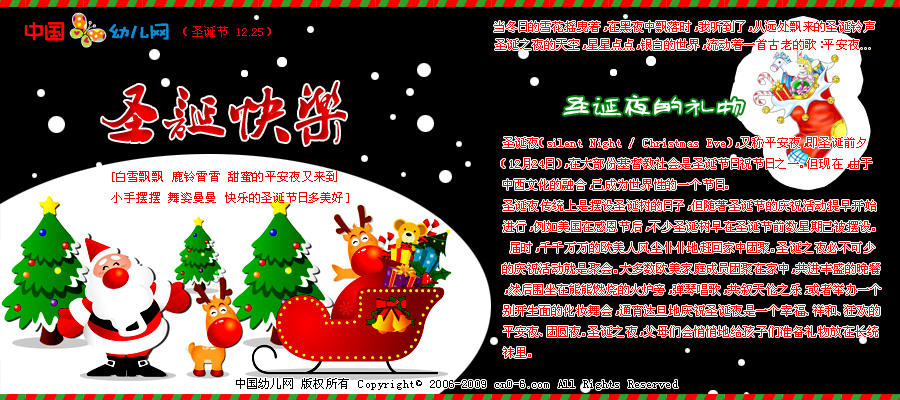 中国幼儿网 ( 圣诞节 12.25 )
圣诞快樂
[白雪飘飘 鹿铃霄霄 甜蜜的平安夜又来到
小手摆摆 舞姿曼曼 快乐的圣诞节日多美好]
当冬日的雪花摇曳着,在黑夜中飘落时,我听到了,从远处飘来的圣诞铃声
圣诞之夜的天空,星星点点,银白的世界,流动着一首古老的歌:平安夜...
圣诞夜的礼物
圣诞夜(silent Night / Christmas Eve),又称平安夜,即圣诞前夕
(12月24日),在大部份基督教社会是圣诞节日祝节日之一。但现在,由于
中西文化的融合,已成为世界性的一个节日。
圣诞夜传统上是摆设圣诞树的日子,但随着圣诞节的庆祝活动提早开始
进行,例如美国在感恩节后,不少圣诞树早在圣诞节前数星期已被摆设。
届时,千千万万的欧美人风尘仆仆地赶回家中团聚。圣诞之夜必不可少
的庆祝活动就是聚会。大多数欧美家庭成员团聚在家中,共进丰盛的晚餐
,然后围坐在熊熊燃烧的火炉旁,弹琴唱歌,共叙天伦之乐;或者举办一个
别开生面的化妆舞会,通宵达旦地庆祝圣诞夜是一个幸福、祥和、狂欢的
平安夜、团圆夜。圣诞之夜,父母们会悄悄地给孩子们准备礼物放在长统
袜里。
中国幼儿网 版权所有 Copyright© 2006-2009 cn0-6.com All Rights Reserved